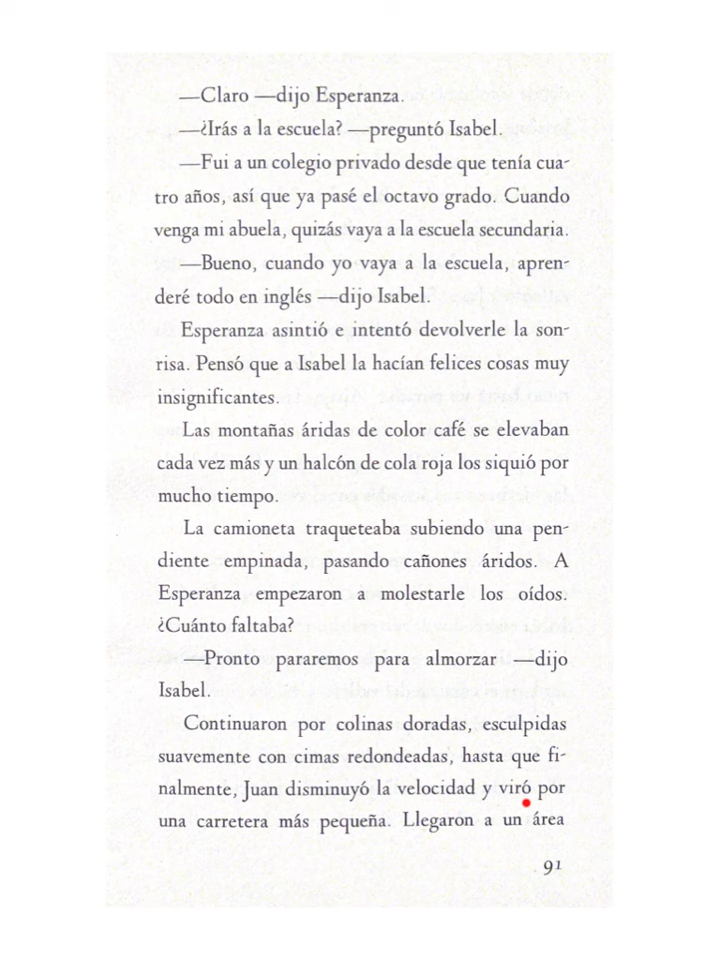 —Claro —dijo Esperanza.
—¿Irás a la escuela? —preguntó Isabel.
—Fui a un colegio privado desde que tenía cua-
tro años, así que ya pasé el octavo grado. Cuando
venga mi abuela, quizás vaya a la escuela secundaria.
—Bueno, cuando yo vaya a la escuela, apren-
deré todo en inglés —dijo Isabel.
Esperanza asintió e intentó devolverle la son-
risa. Pensó que a Isabel la hacían felices cosas muy
insignificantes.
Las montañas áridas de color café se elevaban
cada vez más y un halcón de cola roja los siquió por
mucho tiempo.
La camioneta traqueteaba subiendo una pen-
diente empinada, pasando cañones áridos. A
Esperanza empezaron a molestarle los oídos.
¿Cuánto faltaba?
—Pronto pararemos para almorzar —dijo
Isabel.
Continuaron por colinas doradas, esculpidas
suavemente con cimas redondeadas, hasta que fi-
nalmente, Juan disminuyó la velocidad y viró por
una carretera más pequeña. Llegaron a un área
91